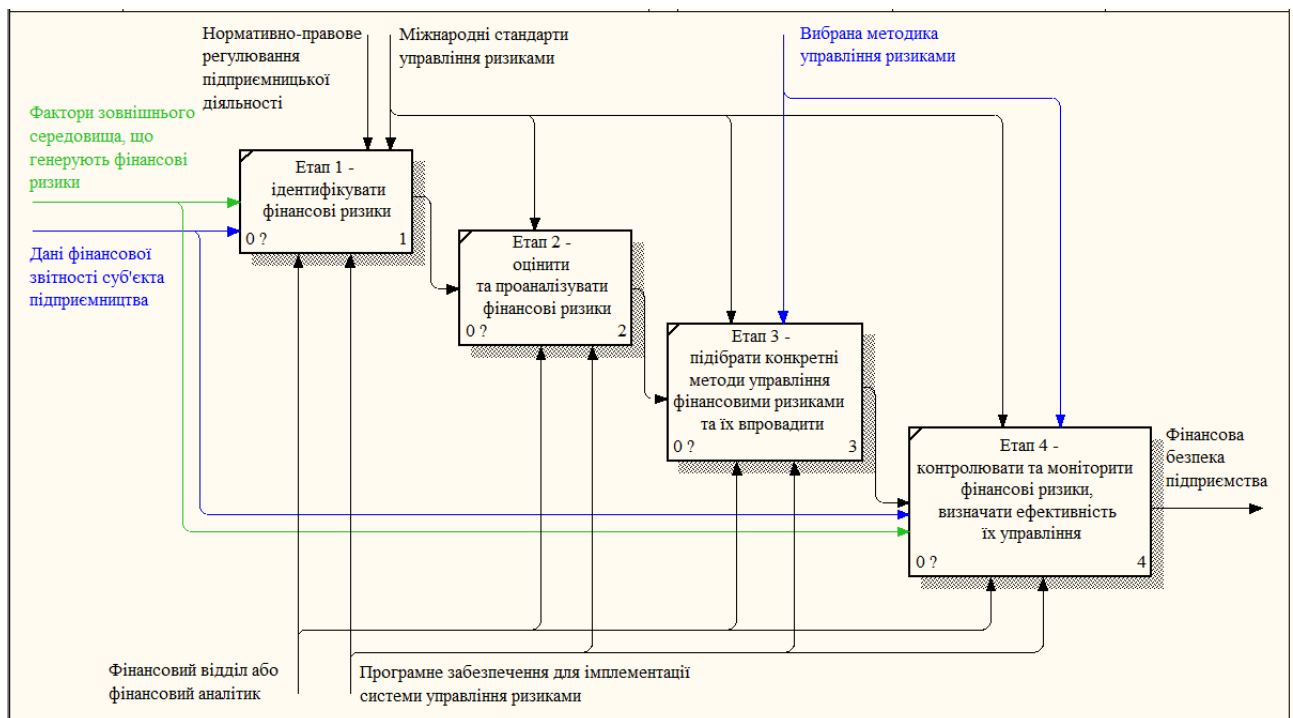 Нормативно-правове
регулювання
підприємницької
діяльності
Міжнародні стандарти
управління ризиками
Вибрана методика
управління ризиками
Фактори зовнішнього
середовища, що
генерують фінансові
ризики
Етап 1 -
ідентифікувати
фінансові ризики
0 ?
1
Дані фінансової
звітності суб'єкта
підприємництва
Етап 2 -
оцінити
та проаналізувати
фінансові ризики
0 ?
2
Етап 3 -
підібрати конкретні
методи управління
фінансовими ризиками
та їх впровадити
0 ?
3
Етап 4 -
контролювати та моніторити
фінансові ризики,
визначати ефективність
їх управління
0 ?
4
Фінансова
безпека
підприємства
Фінансовий відділ або
фінансовий аналітик
Програмне забезпечення для імплементації
системи управління ризиками